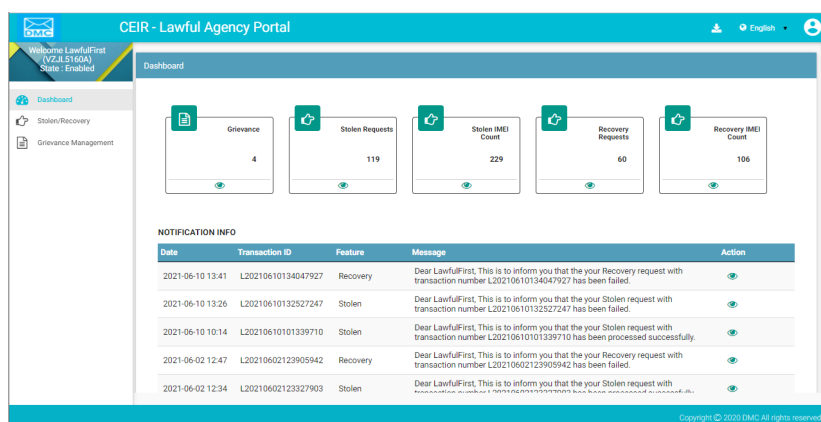 DMC
CEIR - Lawful Agency Portal
English
Welcome LawfulFirst
(VZJL5160A)
State : Enabled
Dashboard
Dashboard
Stolen/Recovery
Grievance Management
Grievance
4
Stolen Requests
119
Stolen IMEI
Count
229
Recovery
Requests
60
Recovery IMEI
Count
106
NOTIFICATION INFO
Date Transaction ID Feature Message Action
2021-06-10 13:41 L20210610134047927 Recovery Dear LawfulFirst, This is to inform you that the your Recovery request with
transaction number L20210610134047927 has been failed.
2021-06-10 13:26 L20210610132527247 Stolen Dear LawfulFirst, This is to inform you that the your Stolen request with
transaction number L20210610132527247 has been failed.
2021-06-10 10:14 L20210610101339710 Stolen Dear LawfulFirst, This is to inform you that the your Stolen request with
transaction number L20210610101339710 has been processed successfully.
2021-06-02 12:47 L20210602123905942 Recovery Dear LawfulFirst, This is to inform you that the your Recovery request with
transaction number L20210602123905942 has been failed.
2021-06-02 12:34 L20210602123327903 Stolen Dear LawfulFirst, This is to inform you that the your Stolen request with
transaction number L20210602123327903 has been processed successfully.
Copyright © 2020 DMC All rights reserved